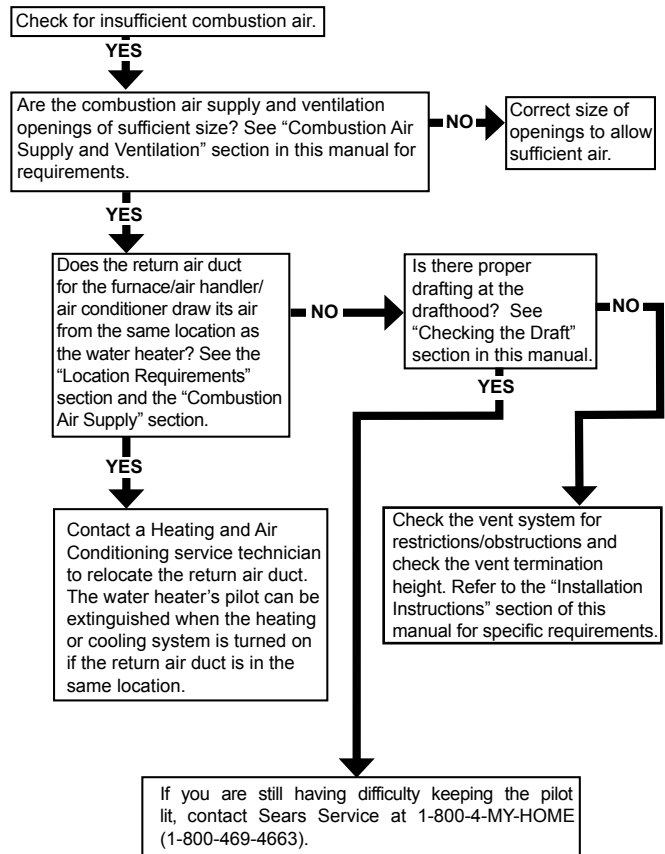 Check for insufficient combustion air.
YES
Are the combustion air supply and ventilation
openings of sufficient size? See “Combustion Air
Supply and Ventilation” section in this manual for
requirements.
NO
Correct size of
openings to allow
sufficient air.
YES
Does the return air duct
for the furnace/air handler/
air conditioner draw its air
from the same location as
the water heater? See the
“Location Requirements”
section and the “Combustion
Air Supply” section.
NO
Is there proper
drafting at the
drafthood? See
“Checking the Draft”
section in this manual.
NO
YES
YES
Contact a Heating and Air
Conditioning service technician
to relocate the return air duct.
The water heater’s pilot can be
extinguished when the heating
or cooling system is turned on
if the return air duct is in the
same location.
Check the vent system for
restrictions/obstructions and
check the vent termination
height. Refer to the “Installation
Instructions” section of this
manual for specific requirements.
If you are still having difficulty keeping the pilot
lit, contact Sears Service at 1-800-4-MY-HOME
(1-800-469-4663).